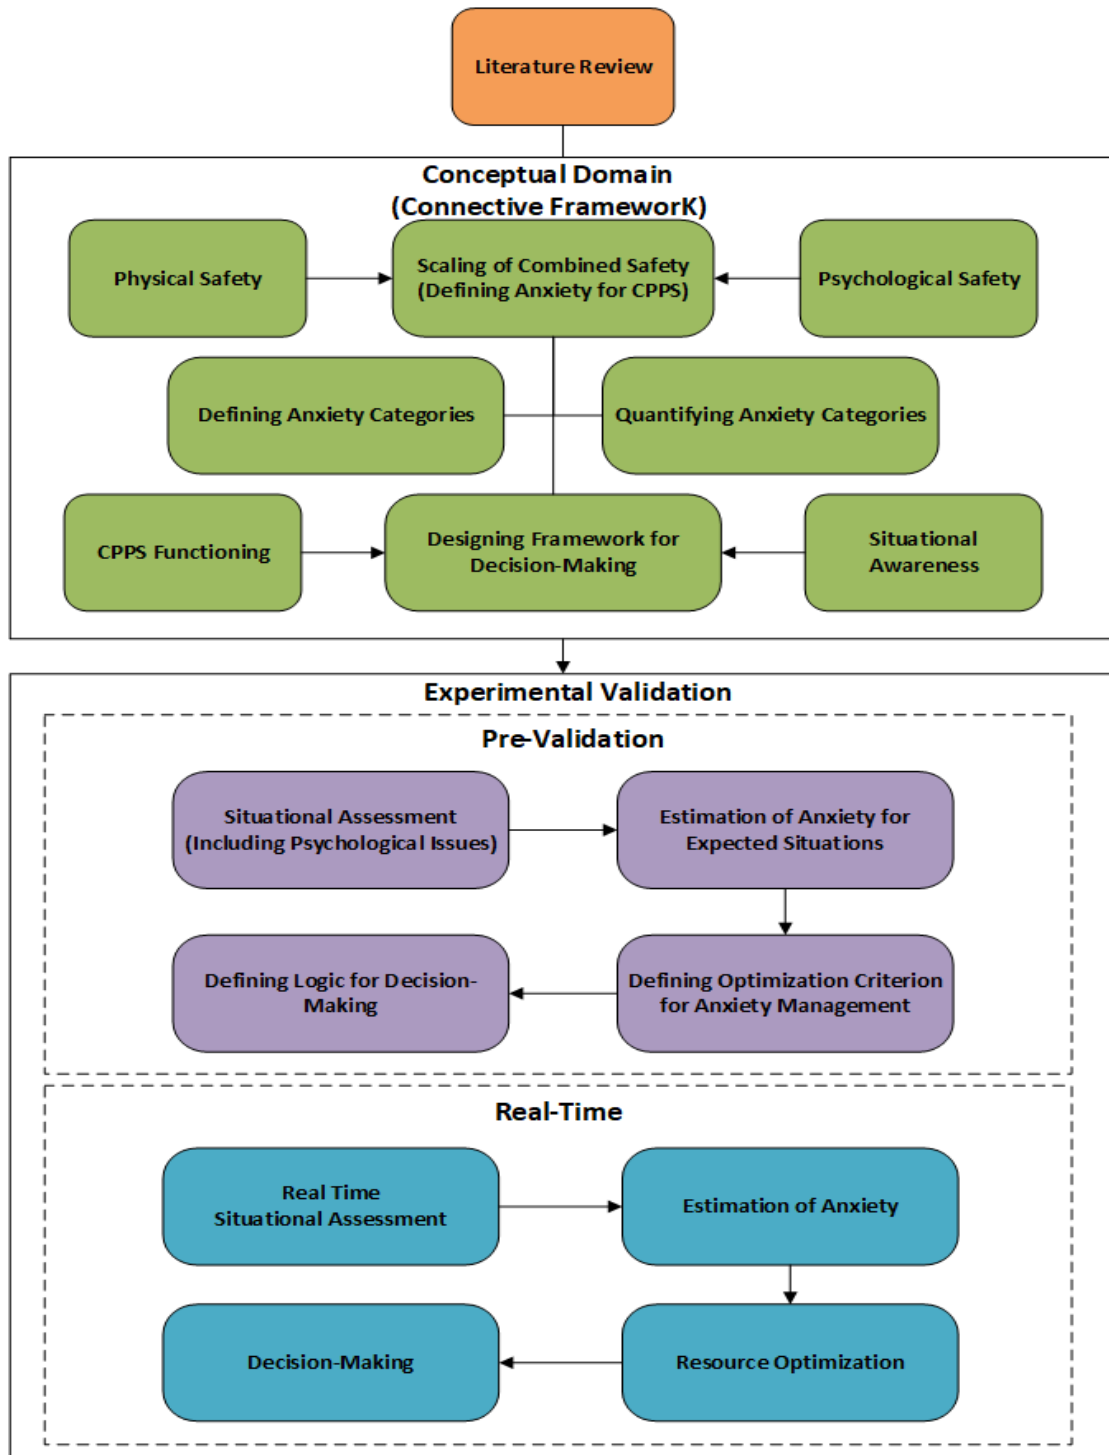 Literature Review
Conceptual Domain
(Connective FrameworK)
Physical Safety
Scaling of Combined Safety
(Defining Anxiety for CPPS)
Psychological Safety
Defining Anxiety Categories
Quantifying Anxiety Categories
CPPS Functioning
Designing Framework for
Decision-Making
Situational
Awareness
Experimental Validation
Pre-Validation
Situational Assessment
(Including Psychological Issues)
Estimation of Anxiety for
Expected Situations
Defining Logic for Decision-
Making
Defining Optimization Criterion
for Anxiety Management
Real-Time
Real Time
Situational Assessment
Estimation of Anxiety
Decision-Making
Resource Optimization